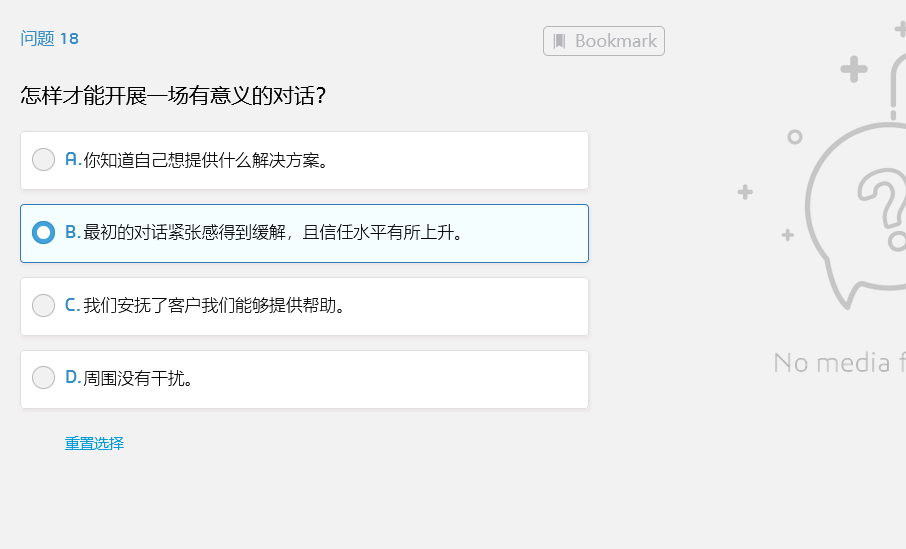 问题 18
Bookmark
怎样才能开展一场有意义的对话？
A. 你知道自己想提供什么解决方案。
B. 最初的对话紧张感得到缓解，且信任水平有所上升。
C. 我们安抚了客户我们能够提供帮助。
D. 周围没有干扰。
重置选择
No media f